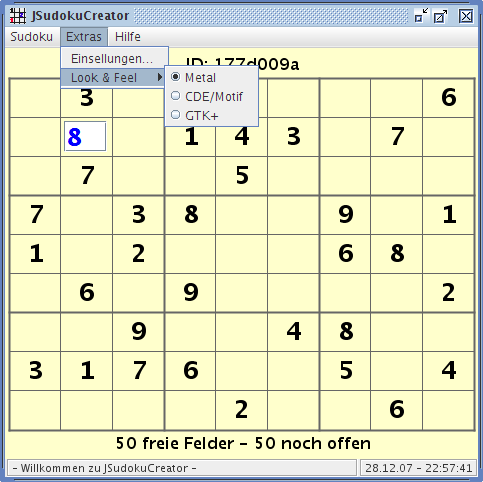 JSudokuCreator
Sudoku Extras Hilfe
Einsellungen...
Look & Feel
Metal
CDE/Motif
GTK+
ID: 177d009a
3 6
8 1 4 3 7
7 5
7 3 8 9 1
1 2 6 8
6 9 2
9 4 8
3 1 7 6 5 4
2 6
50 freie Felder – 50 noch offen
– Willkommen zu JSudokuCreator – 28.12.07 – 22:57:41